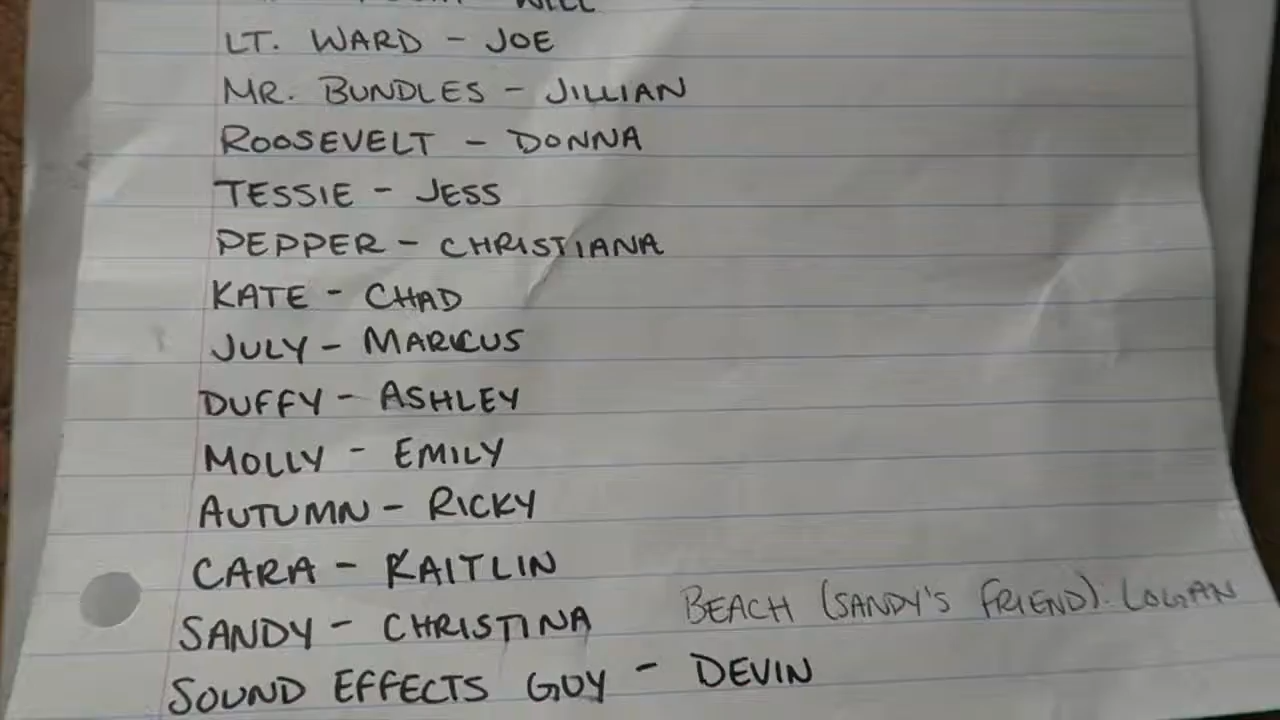 WILL
LT. WARD - JOE
MR. BUNDLES - JILLIAN
ROOSEVELT - DONNA
TESSIE - JESS
PEPPER - CHRISTIANA
KATE - CHAD
JULY - MARCUS
DUFFY - ASHLEY
MOLLY - EMILY
AUTUMN - RICKY
CARA - KAITLIN
SANDY - CHRISTINA BEACH (SANDY'S FRIEND): LOGAN
SOUND EFFECTS GUY - DEVIN